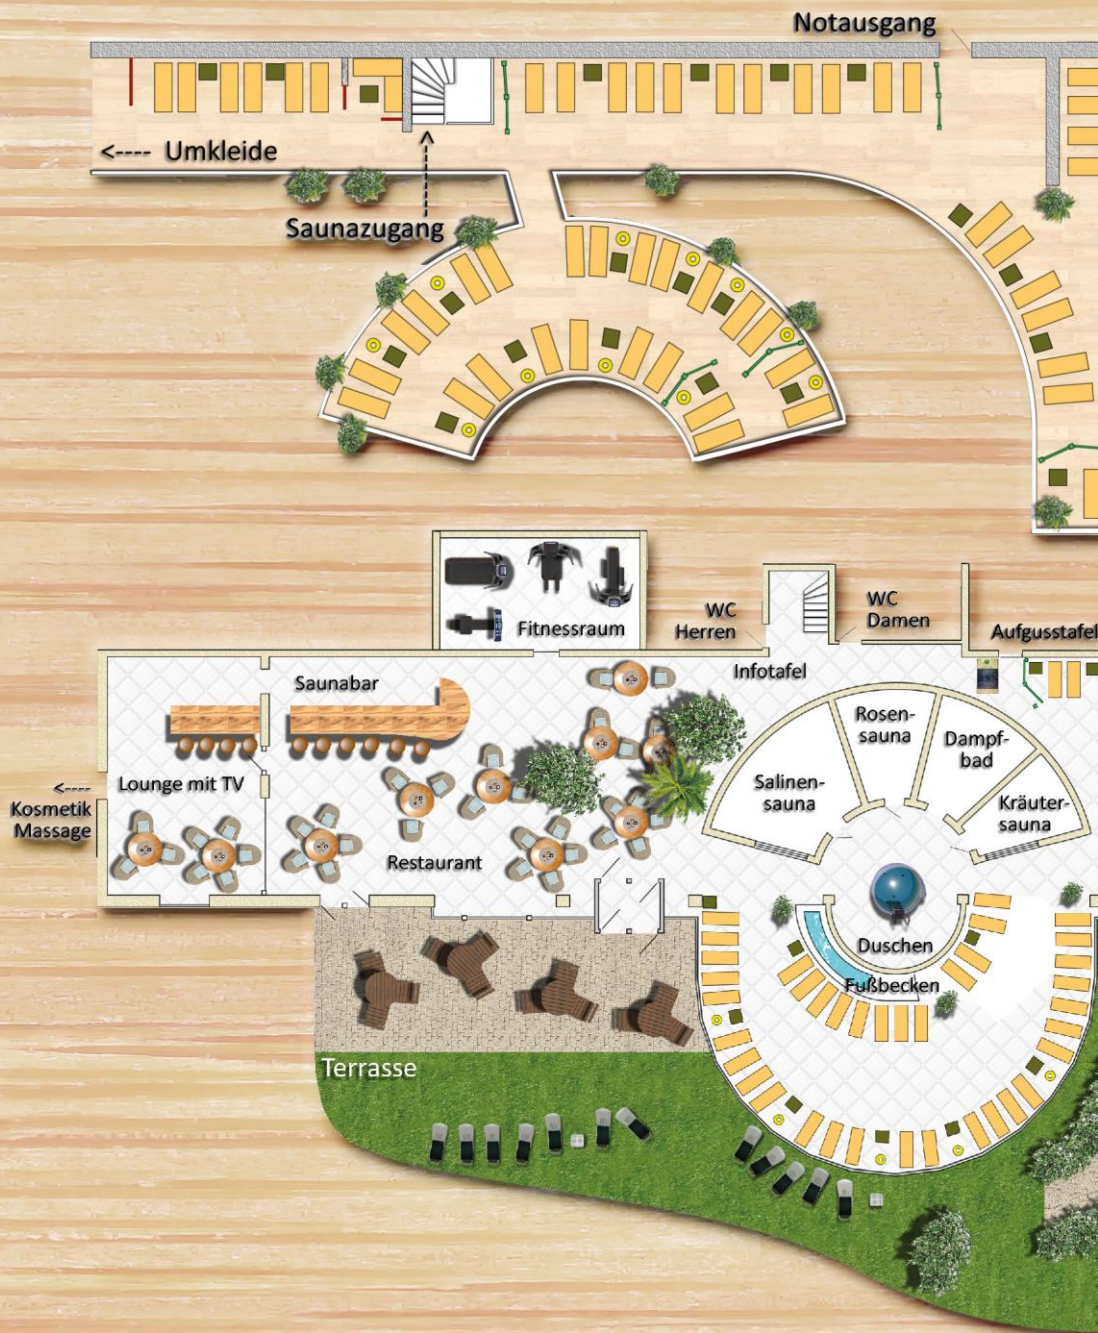 Notausgang
<---- Umkleide
Saunazugang
Fitnessraum
WC
Herren
WC
Damen
Aufgusstafel
Infotafel
Saunabar
Rosen-
sauna
Dampf-
bad
Salinen-
sauna
Kräuter-
sauna
Lounge mit TV
<----
Kosmetik
Massage
Restaurant
Duschen
Fußbecken
Terrasse